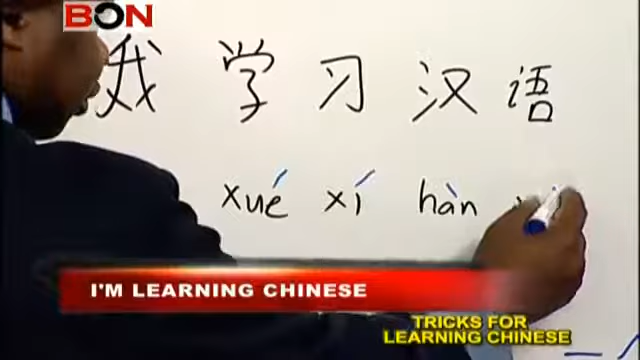 BON
我学习汉语
xué xí hàn
I'M LEARNING CHINESE
TRICKS FOR
LEARNING CHINESE